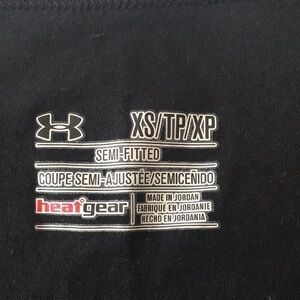 XS/TP/XP
SEMI-FITTED
COUPE SEMI-AJUSTÉE/SEMICEÑIDO
heatgear
MADE IN JORDAN
FABRIQUÉ EN JORDANIE
HECHO EN JORDANIA